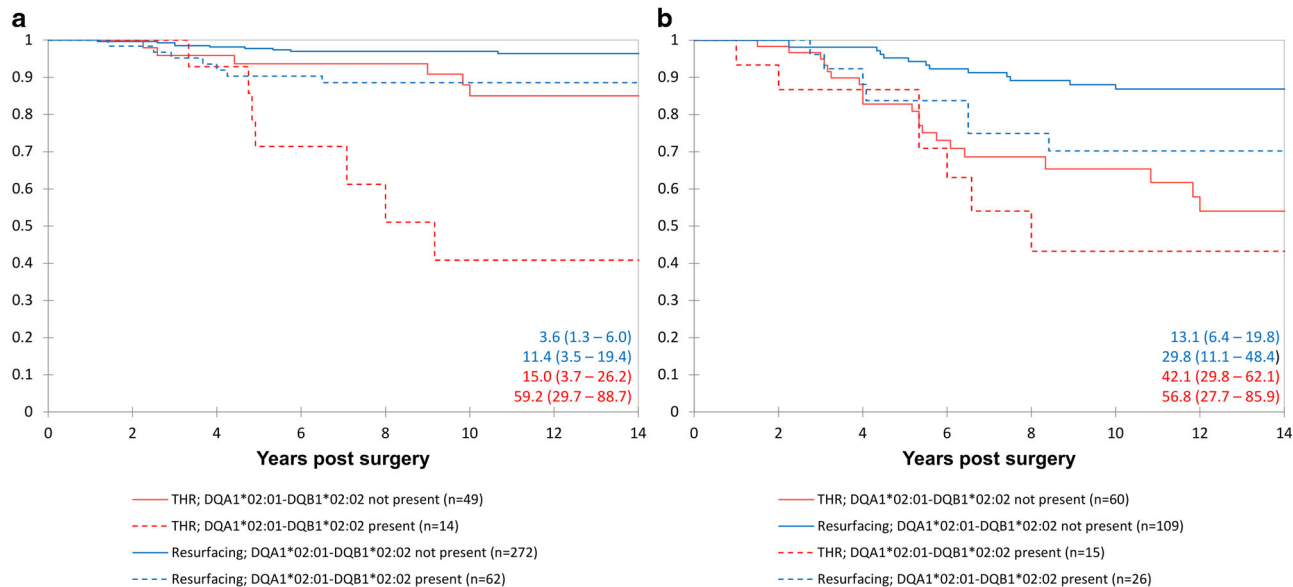 a
1
0.9
0.8
0.7
0.6
0.5
0.4
0.3
0.2
0.1
0
3.6 (1.3 – 6.0)
11.4 (3.5 – 19.4)
15.0 (3.7 – 26.2)
59.2 (29.7 – 88.7)
0 2 4 6 8 10 12 14
Years post surgery
THR; DQA1*02:01-DQB1*02:02 not present (n=49)
THR; DQA1*02:01-DQB1*02:02 present (n=14)
Resurfacing; DQA1*02:01-DQB1*02:02 not present (n=272)
Resurfacing; DQA1*02:01-DQB1*02:02 present (n=62)
b
1
0.9
0.8
0.7
0.6
0.5
0.4
0.3
0.2
0.1
0
13.1 (6.4 – 19.8)
29.8 (11.1 – 48.4)
42.1 (29.8 – 62.1)
56.8 (27.7 – 85.9)
0 2 4 6 8 10 12 14
Years post surgery
THR; DQA1*02:01-DQB1*02:02 not present (n=60)
Resurfacing; DQA1*02:01-DQB1*02:02 not present (n=109)
THR; DQA1*02:01-DQB1*02:02 present (n=15)
Resurfacing; DQA1*02:01-DQB1*02:02 present (n=26)